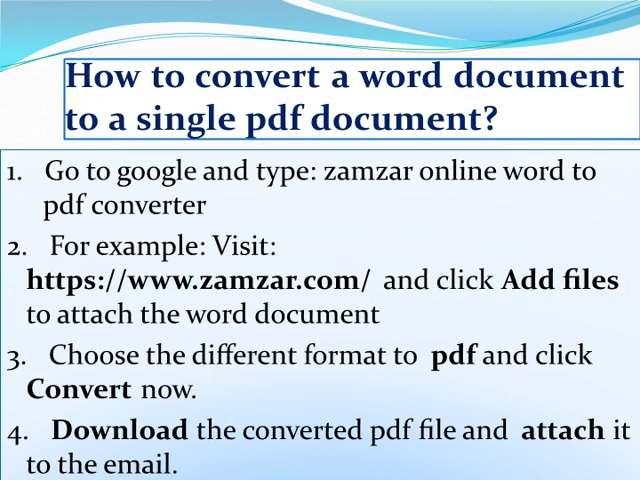 How to convert a word document
to a single pdf document?
1. Go to google and type: zamzar online word to
pdf converter
2. For example: Visit:
https://www.zamzar.com/ and click Add files
to attach the word document
3. Choose the different format to pdf and click
Convert now.
4. Download the converted pdf file and attach it
to the email.